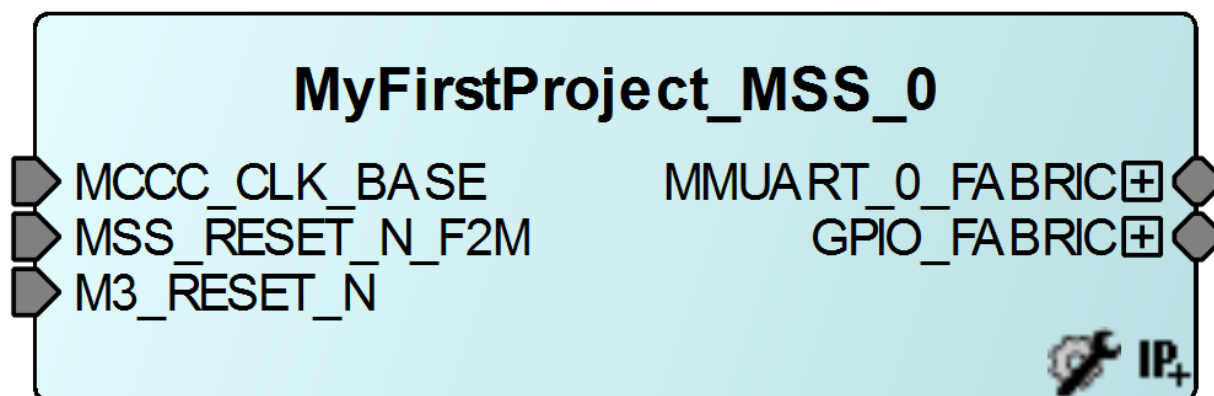 MyFirstProject_MSS_0
MCCC_CLK_BASE MMUART_0_FABRIC
MSS_RESET_N_F2M GPIO_FABRIC
M3_RESET_N
IP+